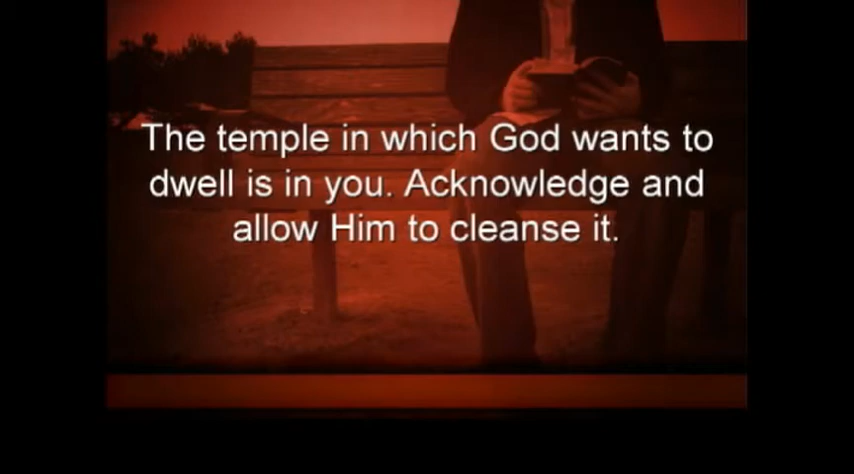 The temple in which God wants to
dwell is in you. Acknowledge and
allow Him to cleanse it.